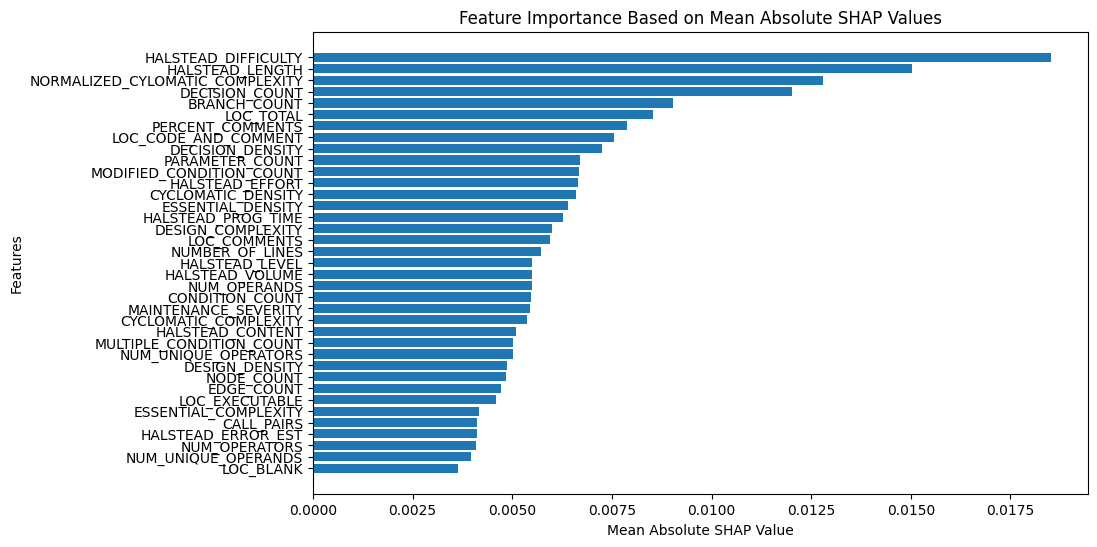 Feature Importance Based on Mean Absolute SHAP Values
HALSTEAD_DIFFICULTY
HALSTEAD_LENGTH
NORMALIZED_CYLOMATIC_COMPLEXITY
DECISION_COUNT
BRANCH_COUNT
LOC_TOTAL
PERCENT_COMMENTS
LOC_CODE_AND_COMMENT
DECISION_DENSITY
PARAMETER_COUNT
MODIFIED_CONDITION_COUNT
HALSTEAD_EFFORT
CYCLOMATIC_DENSITY
ESSENTIAL_DENSITY
HALSTEAD_PROG_TIME
DESIGN_COMPLEXITY
LOC_COMMENTS
NUMBER_OF_LINES
HALSTEAD_LEVEL
HALSTEAD_VOLUME
NUM_OPERANDS
CONDITION_COUNT
MAINTENANCE_SEVERITY
CYCLOMATIC_COMPLEXITY
HALSTEAD_CONTENT
MULTIPLE_CONDITION_COUNT
NUM_UNIQUE_OPERATORS
DESIGN_DENSITY
NODE_COUNT
EDGE_COUNT
LOC_EXECUTABLE
ESSENTIAL_COMPLEXITY
CALL_PAIRS
HALSTEAD_ERROR_EST
NUM_OPERATORS
NUM_UNIQUE_OPERANDS
LOC_BLANK
Features
0.0000 0.0025 0.0050 0.0075 0.0100 0.0125 0.0150 0.0175
Mean Absolute SHAP Value